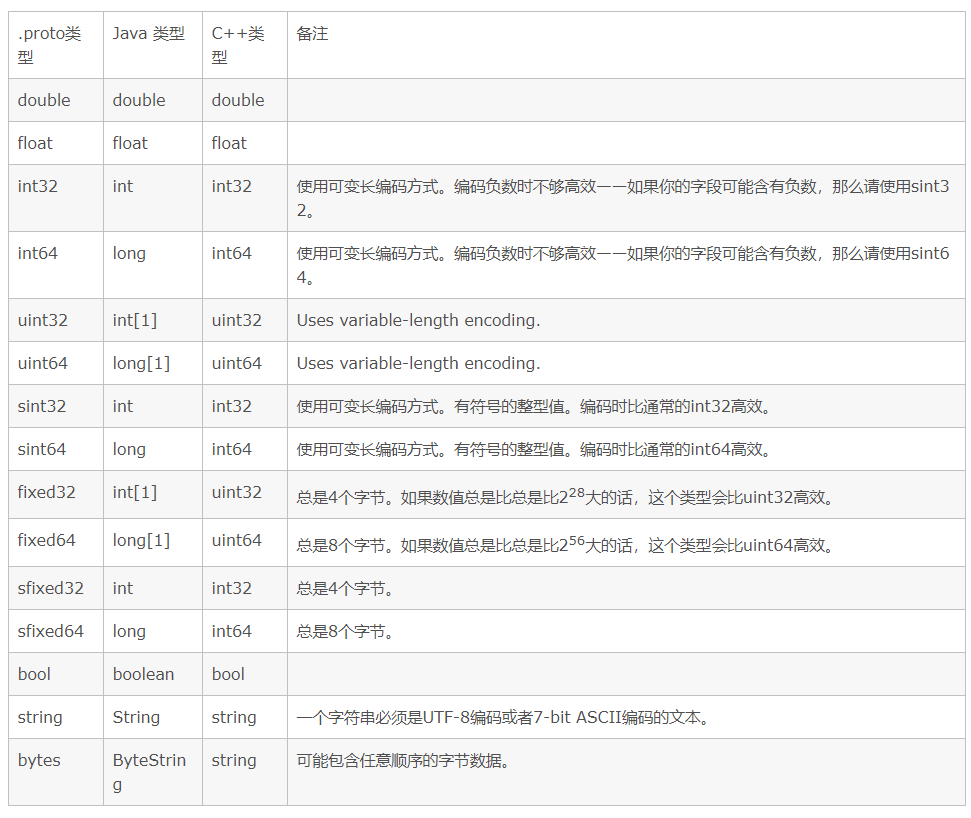 .proto类 Java 类型 C++类 备注
型 型
double double double
float float float
int32 int int32 使用可变长编码方式。编码负数时不够高效——如果你的字段可能含有负数，那么请使用sint3
2。
int64 long int64 使用可变长编码方式。编码负数时不够高效——如果你的字段可能含有负数，那么请使用sint6
4。
uint32 int[1] uint32 Uses variable-length encoding.
uint64 long[1] uint64 Uses variable-length encoding.
sint32 int int32 使用可变长编码方式。有符号的整型值。编码时比通常的int32高效。
sint64 long int64 使用可变长编码方式。有符号的整型值。编码时比通常的int64高效。
fixed32 int[1] uint32 总是4个字节。如果数值总是比总是比2²⁸大的话，这个类型会比uint32高效。
fixed64 long[1] uint64 总是8个字节。如果数值总是比总是比2⁵⁶大的话，这个类型会比uint64高效。
sfixed32 int int32 总是4个字节。
sfixed64 long int64 总是8个字节。
bool boolean bool
string String string 一个字符串必须是UTF-8编码或者7-bit ASCII编码的文本。
bytes ByteStrin string 可能包含任意顺序的字节数据。
g